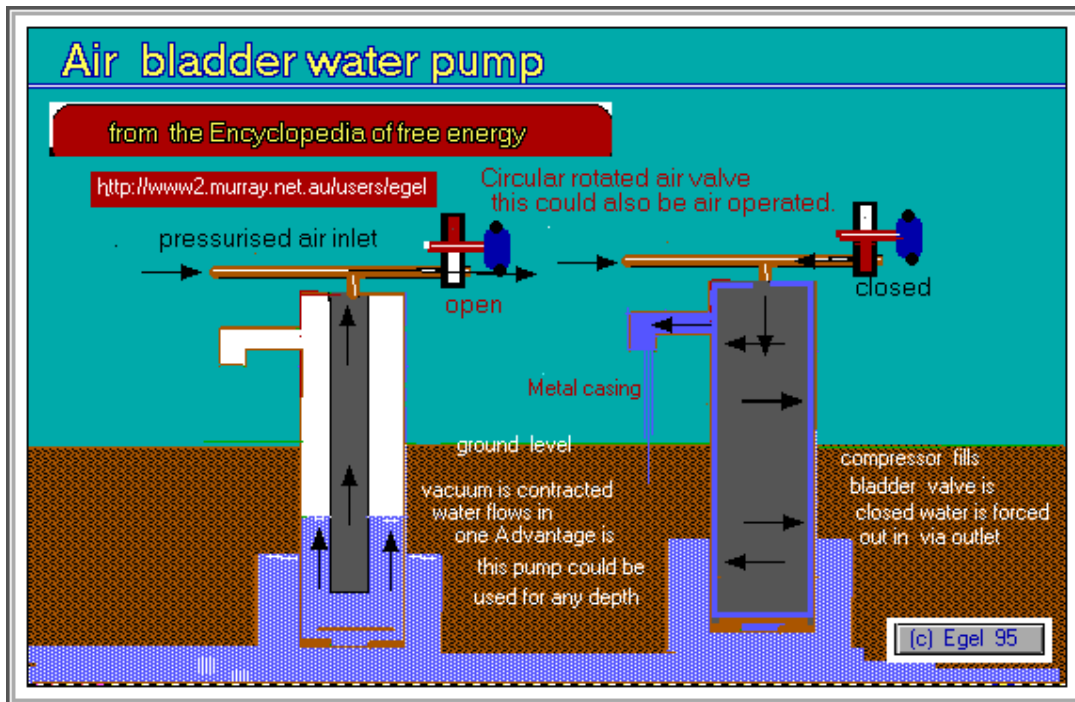 Air bladder water pump
from the Encyclopedia of free energy
http://www2.murray.net.au/users/egel
Circular rotated air valve
this could also be air operated.
pressurised air inlet
open
closed
Metal casing
ground level
vacuum is contracted
water flows in
one Advantage is
this pump could be
used for any depth
compressor fills
bladder valve is
closed water is forced
out in via outlet
(c) Egel 95